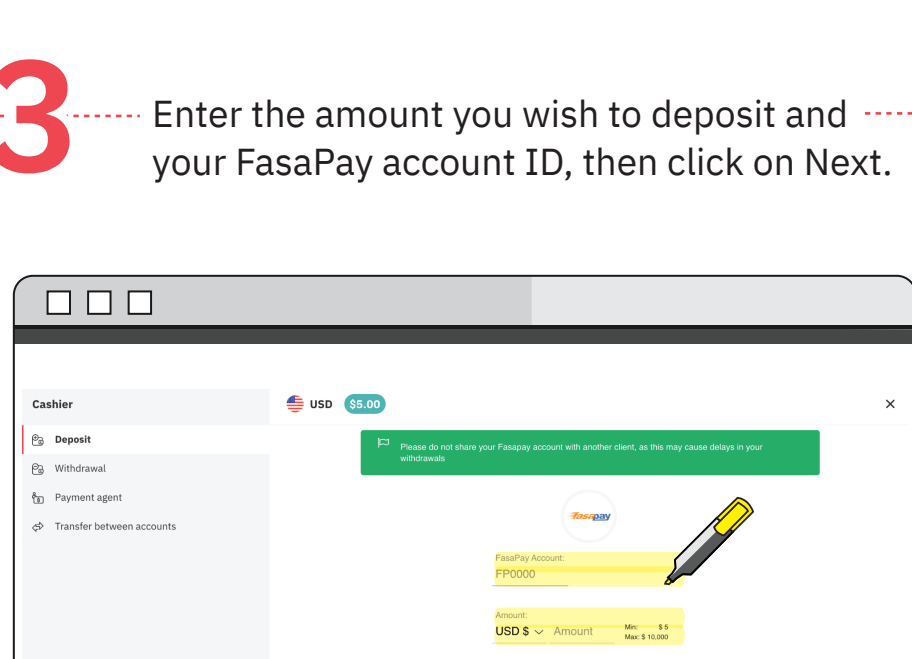 3
Enter the amount you wish to deposit and
your FasaPay account ID, then click on Next.
Cashier
USD $5.00
Deposit
Please do not share your Fasapay account with another client, as this may cause delays in your
withdrawals
Withdrawal
Payment agent
Transfer between accounts
fasapay
FasaPay Account:
FP0000
Amount:
USD $ Amount Min: $ 5
Max: $ 10,000